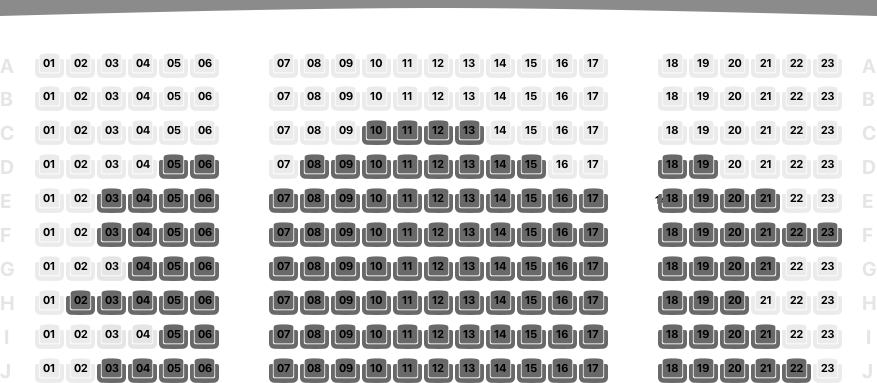 A 01 02 03 04 05 06 07 08 09 10 11 12 13 14 15 16 17 18 19 20 21 22 23 A
B 01 02 03 04 05 06 07 08 09 10 11 12 13 14 15 16 17 18 19 20 21 22 23 B
C 01 02 03 04 05 06 07 08 09 10 11 12 13 14 15 16 17 18 19 20 21 22 23 C
D 01 02 03 04 05 06 07 08 09 10 11 12 13 14 15 16 17 18 19 20 21 22 23 D
E 01 02 03 04 05 06 07 08 09 10 11 12 13 14 15 16 17 18 19 20 21 22 23 E
F 01 02 03 04 05 06 07 08 09 10 11 12 13 14 15 16 17 18 19 20 21 22 23 F
G 01 02 03 04 05 06 07 08 09 10 11 12 13 14 15 16 17 18 19 20 21 22 23 G
H 01 02 03 04 05 06 07 08 09 10 11 12 13 14 15 16 17 18 19 20 21 22 23 H
I 01 02 03 04 05 06 07 08 09 10 11 12 13 14 15 16 17 18 19 20 21 22 23 I
J 01 02 03 04 05 06 07 08 09 10 11 12 13 14 15 16 17 18 19 20 21 22 23 J